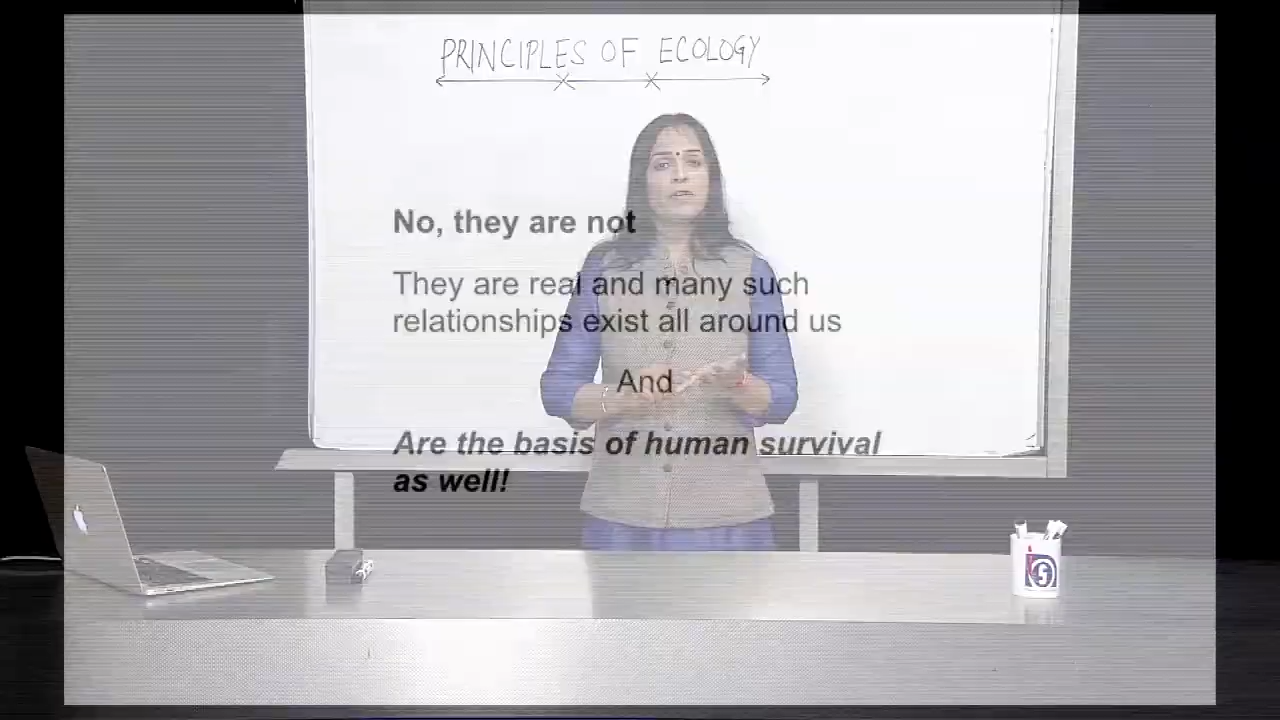 PRINCIPLES OF ECOLOGY
No, they are not
They are real and many such
relationships exist all around us
And
Are the basis of human survival
as well!